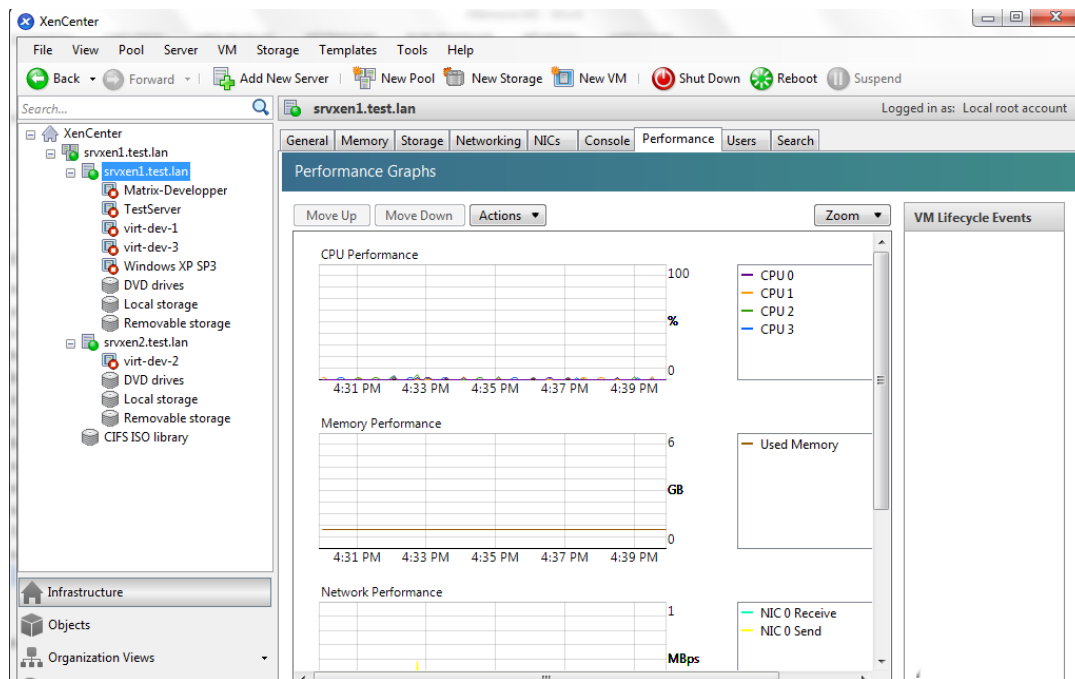 XenCenter
File View Pool Server VM Storage Templates Tools Help
Back Forward Add New Server New Pool New Storage New VM Shut Down Reboot Suspend
Search...
srvxen1.test.lan Logged in as: Local root account
XenCenter
srvxen1.test.lan
srvxen1.test.lan
Matrix-Developper
TestServer
virt-dev-1
virt-dev-3
Windows XP SP3
DVD drives
Local storage
Removable storage
srvxen2.test.lan
virt-dev-2
DVD drives
Local storage
Removable storage
CIFS ISO library
Infrastructure
Objects
Organization Views
General Memory Storage Networking NICs Console Performance Users Search
Performance Graphs
Move Up Move Down Actions Zoom
CPU Performance
100
%
0
4:31 PM 4:33 PM 4:35 PM 4:37 PM 4:39 PM
CPU 0
CPU 1
CPU 2
CPU 3
Memory Performance
6
GB
0
4:31 PM 4:33 PM 4:35 PM 4:37 PM 4:39 PM
Used Memory
Network Performance
1
MBps
NIC 0 Receive
NIC 0 Send
VM Lifecycle Events